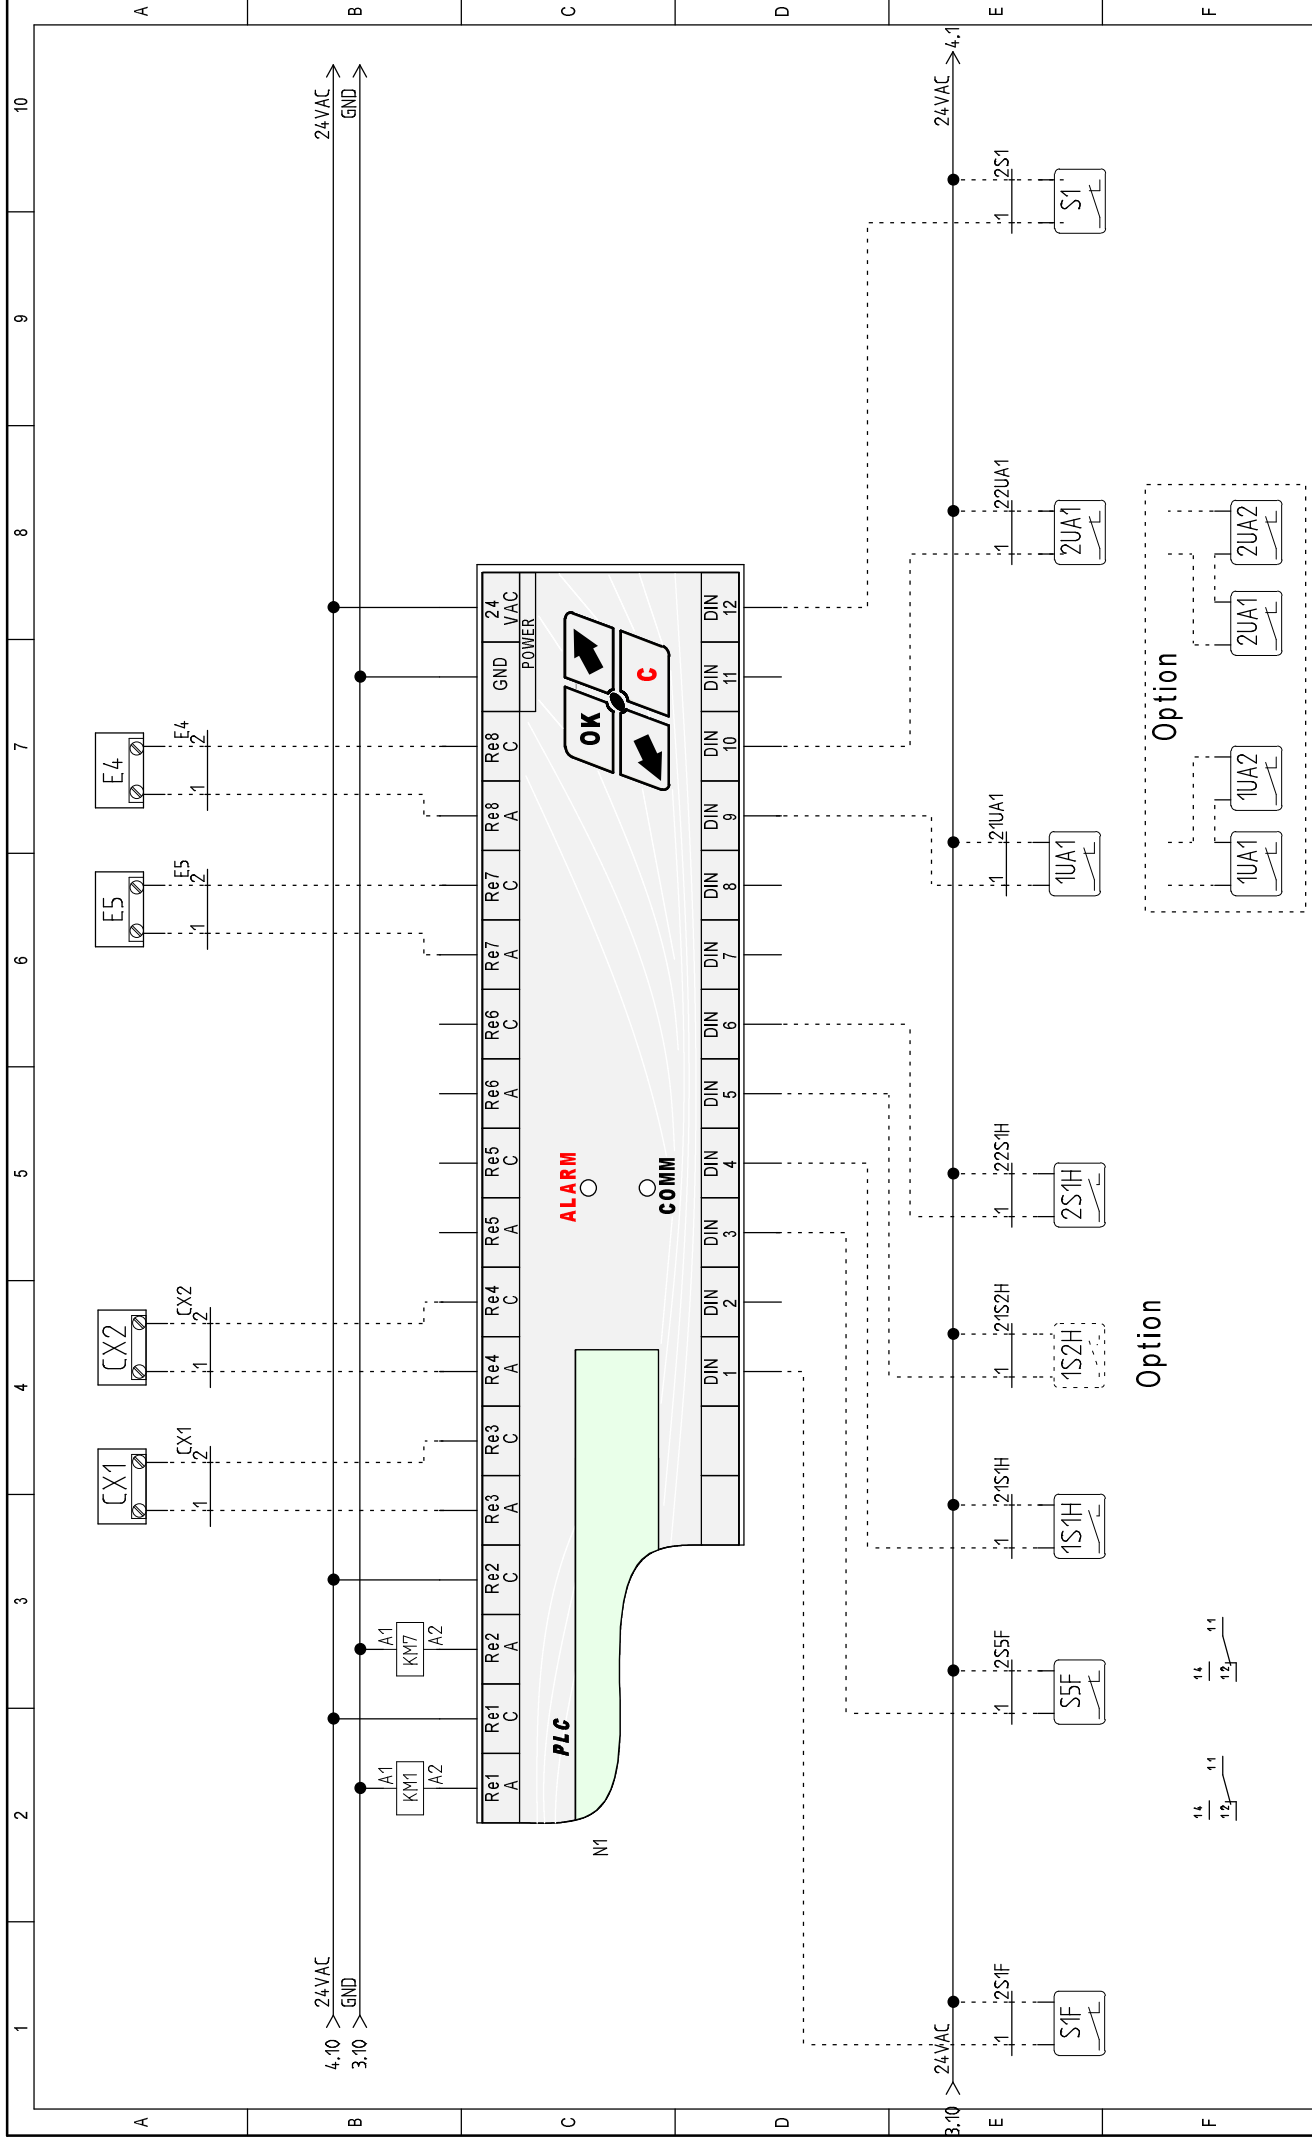 A B C D E F
10
9
8
7
6
5
4
3
2
1
4.10 24VAC
3.10 GND
24VAC
GND
E5
1 2 E5
E4
1 2 E4
CX1
1 2 CX1
CX2
1 2 CX2
A1 KM1 A2
A1 KM7 A2
Re1 A
Re1 C
Re2 A
Re2 C
Re3 A
Re3 C
Re4 A
Re4 C
Re5 A
Re5 C
Re6 A
Re6 C
Re7 A
Re7 C
Re8 A
Re8 C
GND
24 VAC
POWER
N1
PLC
ALARM
COMM
OK
C
DIN 1
DIN 2
DIN 3
DIN 4
DIN 5
DIN 6
DIN 7
DIN 8
DIN 9
DIN 10
DIN 11
DIN 12
3.10 24VAC
24VAC 4.1
1 2S1F
S1F
1 2S5F
S5F
1 21S1H
1S1H
1 21S2H
1S2H
Option
1 22S1H
2S1H
1 21UA1
1UA1
1 22UA1
2UA1
1 2S1
S1
Option
1UA1
1UA2
2UA1
2UA2
14 12 11
14 12 11
A B C D E F